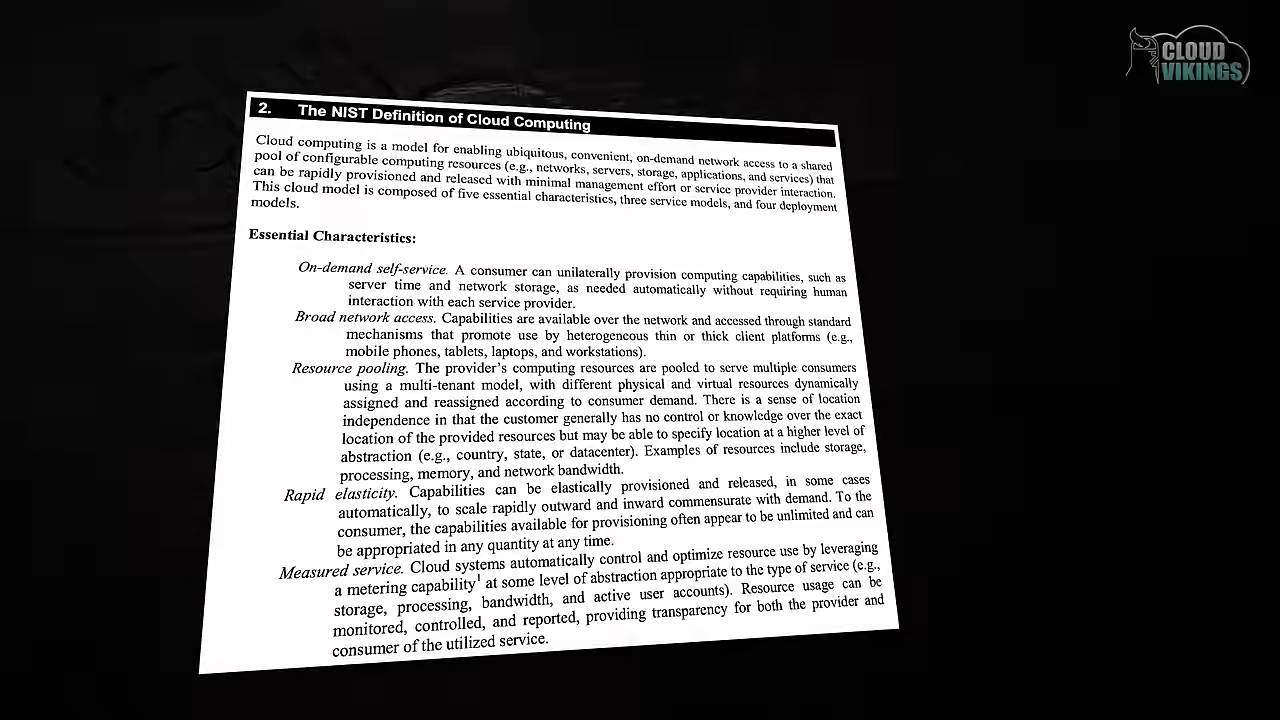 CLOUD
VIKINGS
2. The NIST Definition of Cloud Computing
Cloud computing is a model for enabling ubiquitous, convenient, on-demand network access to a shared
pool of configurable computing resources (e.g., networks, servers, storage, applications, and services) that
can be rapidly provisioned and released with minimal management effort or service provider interaction.
This cloud model is composed of five essential characteristics, three service models, and four deployment
models.
Essential Characteristics:
On-demand self-service. A consumer can unilaterally provision computing capabilities, such as
server time and network storage, as needed automatically without requiring human
interaction with each service provider.
Broad network access. Capabilities are available over the network and accessed through standard
mechanisms that promote use by heterogeneous thin or thick client platforms (e.g.,
mobile phones, tablets, laptops, and workstations).
Resource pooling. The provider's computing resources are pooled to serve multiple consumers
using a multi-tenant model, with different physical and virtual resources dynamically
assigned and reassigned according to consumer demand. There is a sense of location
independence in that the customer generally has no control or knowledge over the exact
location of the provided resources but may be able to specify location at a higher level of
abstraction (e.g., country, state, or datacenter). Examples of resources include storage,
processing, memory, and network bandwidth.
Rapid elasticity. Capabilities can be elastically provisioned and released, in some cases
automatically, to scale rapidly outward and inward commensurate with demand. To the
consumer, the capabilities available for provisioning often appear to be unlimited and can
be appropriated in any quantity at any time.
Measured service. Cloud systems automatically control and optimize resource use by leveraging
a metering capability¹ at some level of abstraction appropriate to the type of service (e.g.,
storage, processing, bandwidth, and active user accounts). Resource usage can be
monitored, controlled, and reported, providing transparency for both the provider and
consumer of the utilized service.